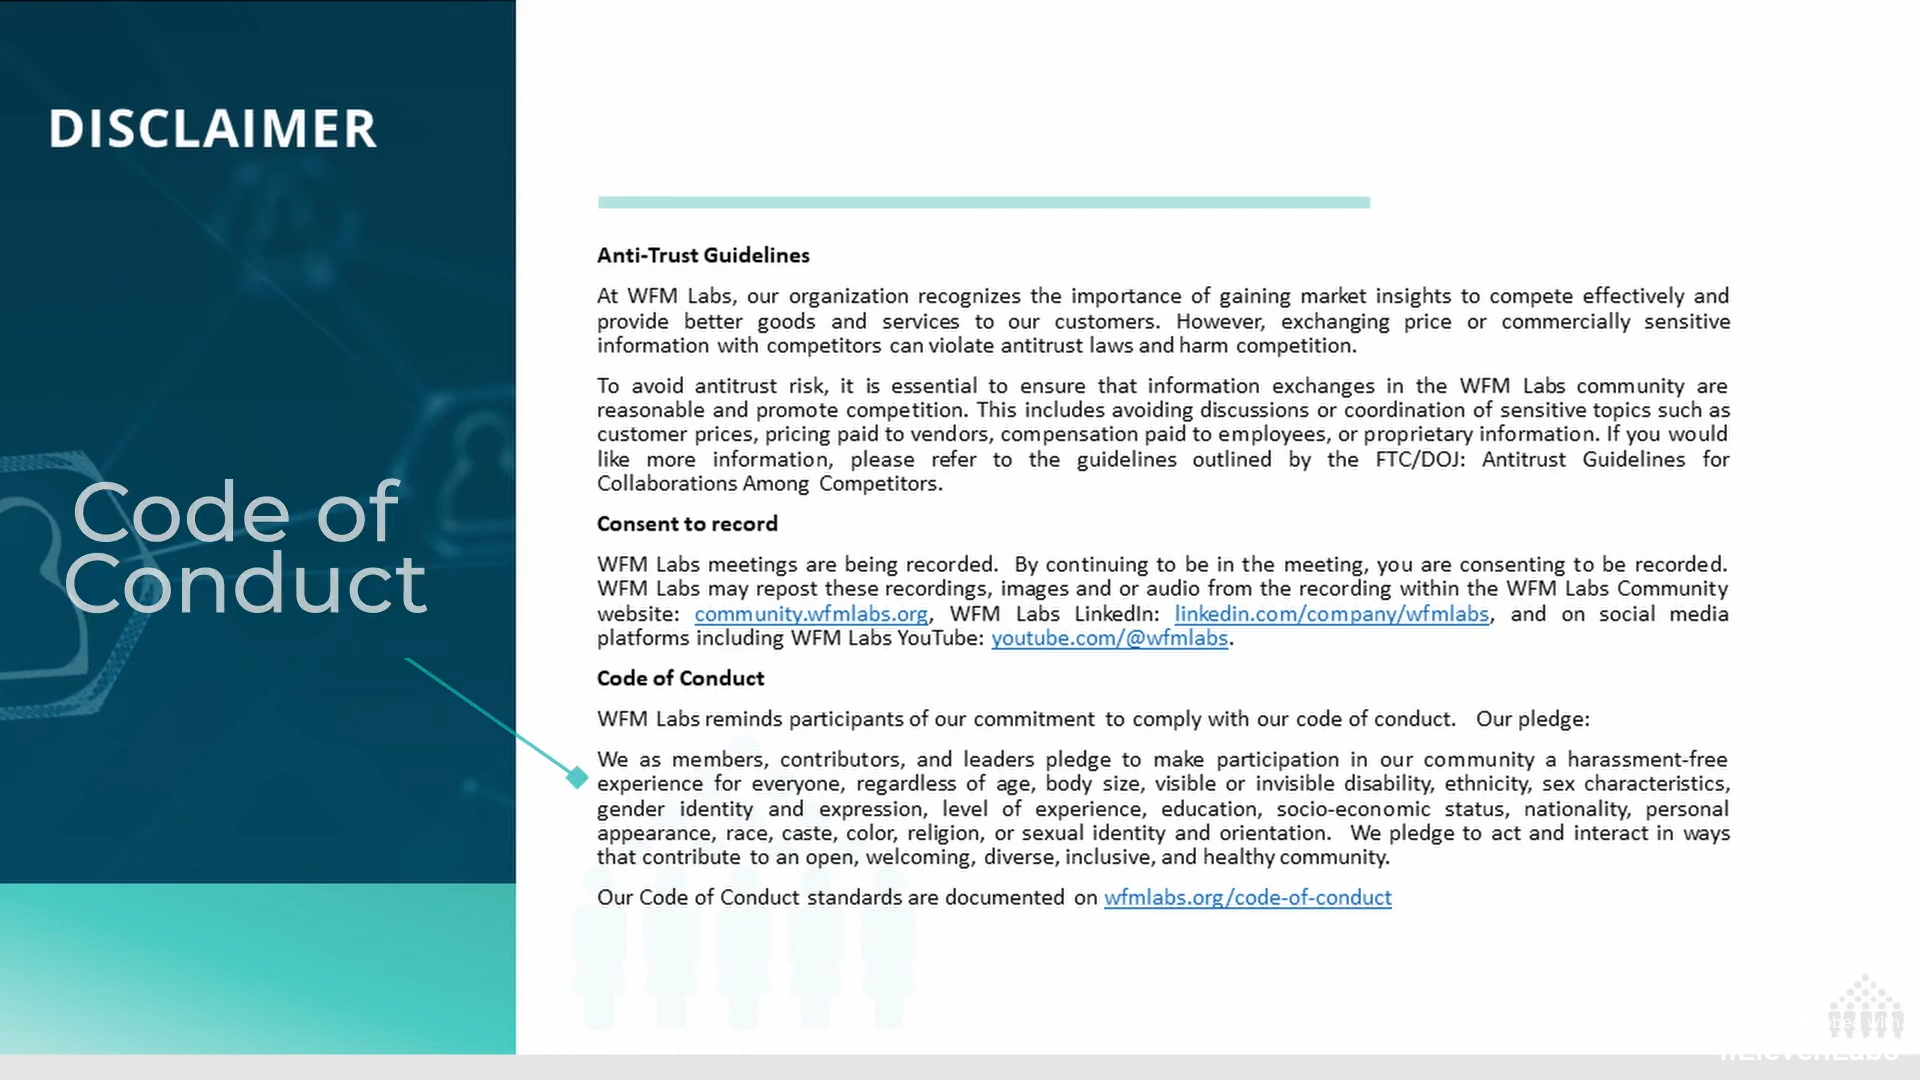 DISCLAIMER
Code of
Conduct
Anti-Trust Guidelines
At WFM Labs, our organization recognizes the importance of gaining market insights to compete effectively and
provide better goods and services to our customers. However, exchanging price or commercially sensitive
information with competitors can violate antitrust laws and harm competition.
To avoid antitrust risk, it is essential to ensure that information exchanges in the WFM Labs community are
reasonable and promote competition. This includes avoiding discussions or coordination of sensitive topics such as
customer prices, pricing paid to vendors, compensation paid to employees, or proprietary information. If you would
like more information, please refer to the guidelines outlined by the FTC/DOJ: Antitrust Guidelines for
Collaborations Among Competitors.
Consent to record
WFM Labs meetings are being recorded. By continuing to be in the meeting, you are consenting to be recorded.
WFM Labs may repost these recordings, images and or audio from the recording within the WFM Labs Community
website: community.wfmlabs.org, WFM Labs LinkedIn: linkedin.com/company/wfmlabs, and on social media
platforms including WFM Labs YouTube: youtube.com/@wfmlabs.
Code of Conduct
WFM Labs reminds participants of our commitment to comply with our code of conduct. Our pledge:
We as members, contributors, and leaders pledge to make participation in our community a harassment-free
experience for everyone, regardless of age, body size, visible or invisible disability, ethnicity, sex characteristics,
gender identity and expression, level of experience, education, socio-economic status, nationality, personal
appearance, race, caste, color, religion, or sexual identity and orientation. We pledge to act and interact in ways
that contribute to an open, welcoming, diverse, inclusive, and healthy community.
Our Code of Conduct standards are documented on wfmlabs.org/code-of-conduct